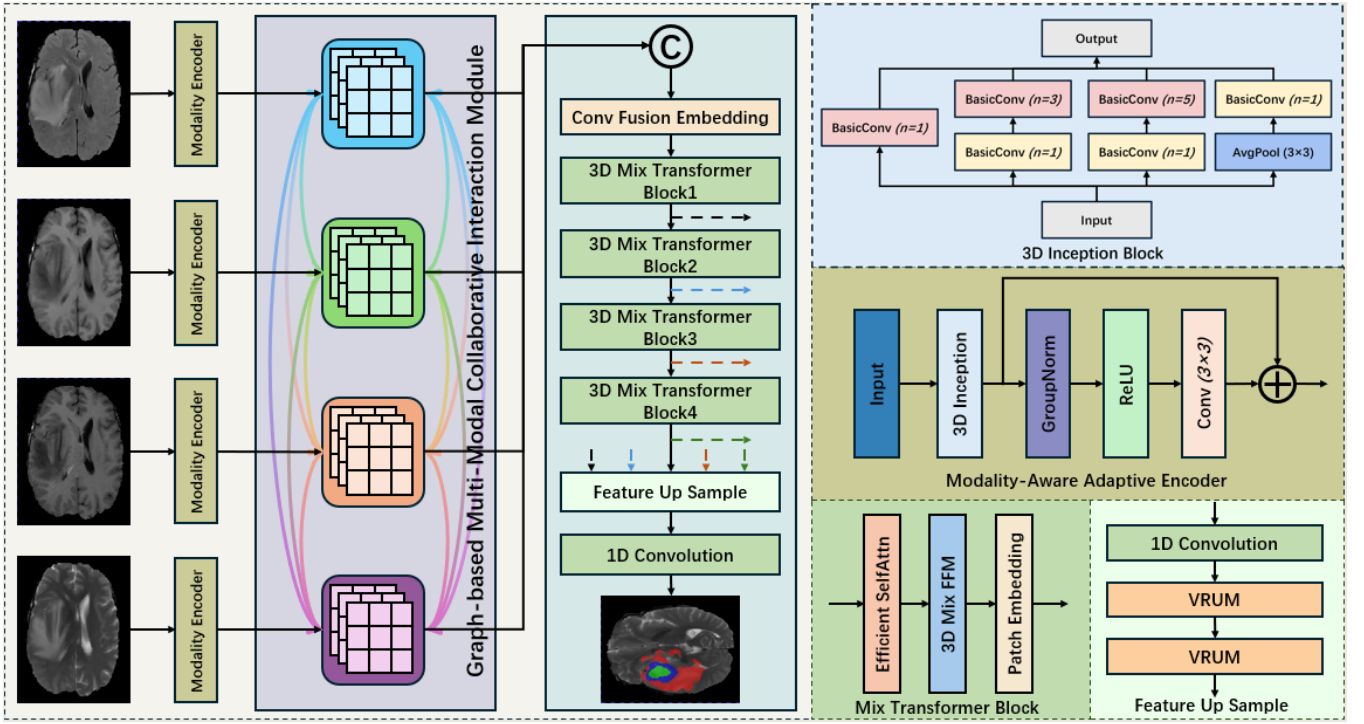 Modality Encoder
Modality Encoder
Modality Encoder
Modality Encoder
Graph-based Multi-Modal Collaborative Interaction Module
C
Conv Fusion Embedding
3D Mix Transformer
Block1
3D Mix Transformer
Block2
3D Mix Transformer
Block3
3D Mix Transformer
Block4
Feature Up Sample
1D Convolution
Output
BasicConv (n=3)
BasicConv (n=5)
BasicConv (n=1)
BasicConv (n=1)
BasicConv (n=1)
BasicConv (n=1)
AvgPool (3×3)
Input
3D Inception Block
Input
3D Inception
GroupNorm
ReLU
Conv (3×3)
Modality-Aware Adaptive Encoder
Efficient SelfAttn
3D Mix FFM
Patch Embedding
Mix Transformer Block
1D Convolution
VRUM
VRUM
Feature Up Sample